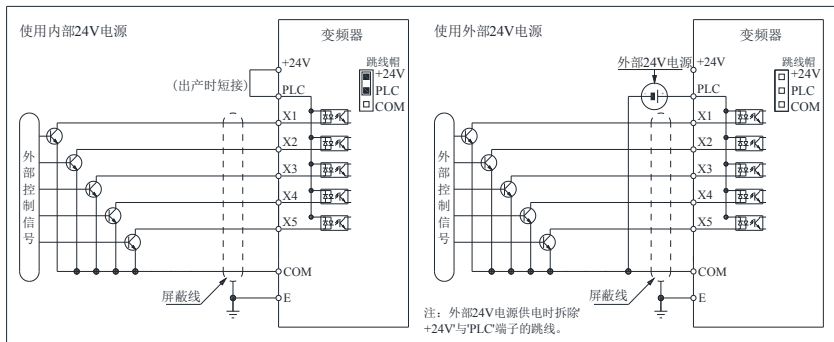 使用内部24V电源
变频器
+24V
跳线帽
+24V
(出产时短接)
PLC
PLC
COM
X1
X2
X3
X4
X5
外部控制信号
COM
屏蔽线
E
使用外部24V电源
变频器
外部24V电源
+24V
跳线帽
+24V
PLC
PLC
COM
X1
X2
X3
X4
X5
外部控制信号
COM
屏蔽线
E
注：外部24V电源供电时拆除'
+24V'与'PLC'端子的跳线。